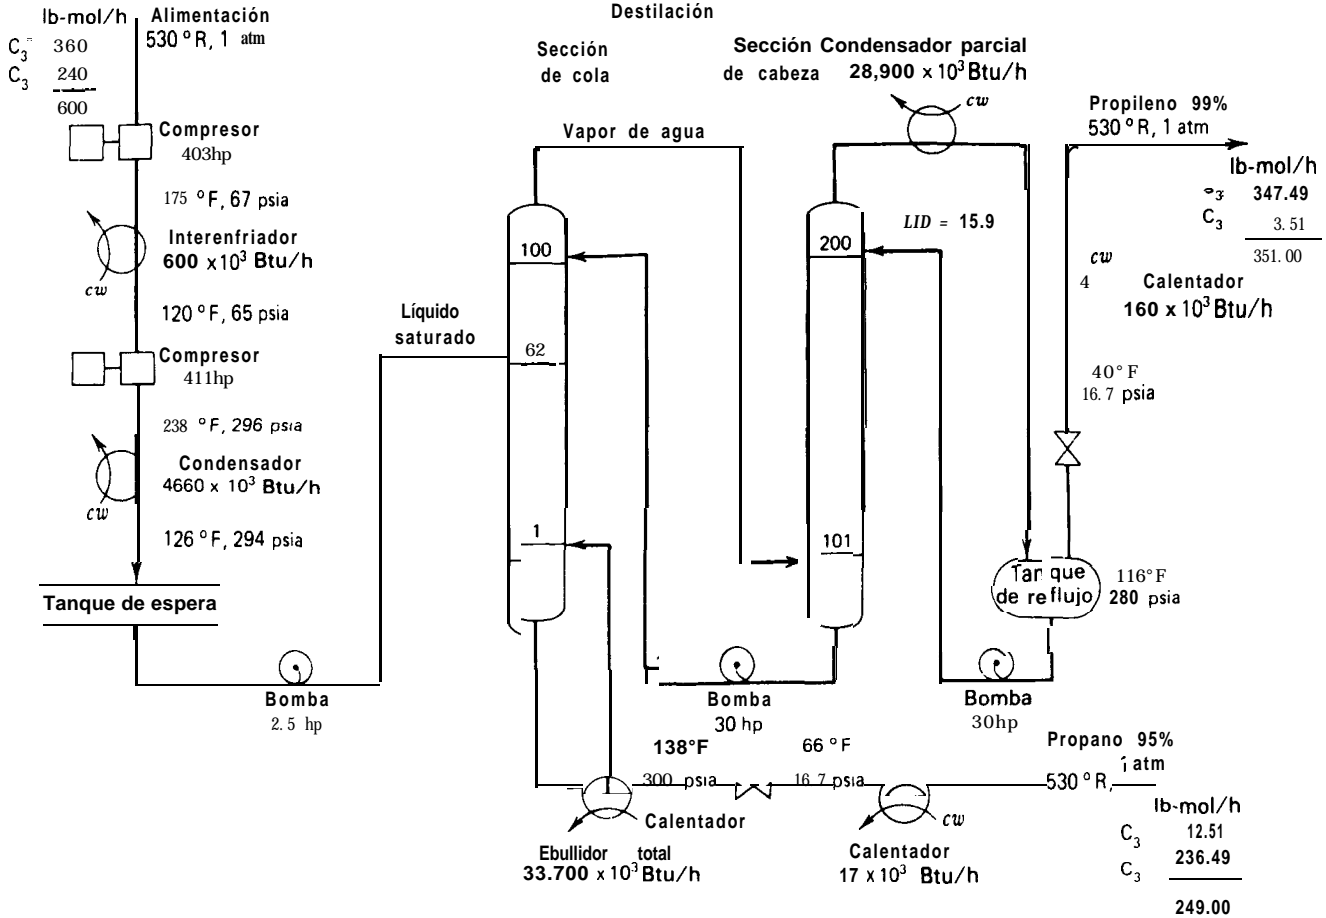 lb-mol/h
C3= 360
C3 240
600
Alimentación
530 °R, 1 atm
Compresor
403hp
175 °F, 67 psia
Interenfriador
600 x10³ Btu/h
cw
120 °F, 65 psia
Compresor
411hp
238 °F, 296 psia
Condensador
4660 x 10³ Btu/h
cw
126 °F, 294 psia
Tanque de espera
Bomba
2.5 hp
Líquido
saturado
Destilación
Sección
de cola
Vapor de agua
100
62
1
Sección Condensador parcial
de cabeza 28,900 x 10³ Btu/h
cw
LID = 15.9
200
101
Bomba
30 hp
Bomba
30hp
Tanque
de reflujo
116°F
280 psia
40°F
16.7 psia
cw
4
Calentador
160 x 10³ Btu/h
Propileno 99%
530 °R, 1 atm
lb-mol/h
347.49
C3 3.51
351.00
138°F
300 psia
66 °F
16.7 psia
Calentador
Ebullidor total
33.700 x 10³ Btu/h
cw
Calentador
17 x 10³ Btu/h
Propano 95%
1 atm
530 °R,
lb-mol/h
C3 12.51
C3 236.49
249.00